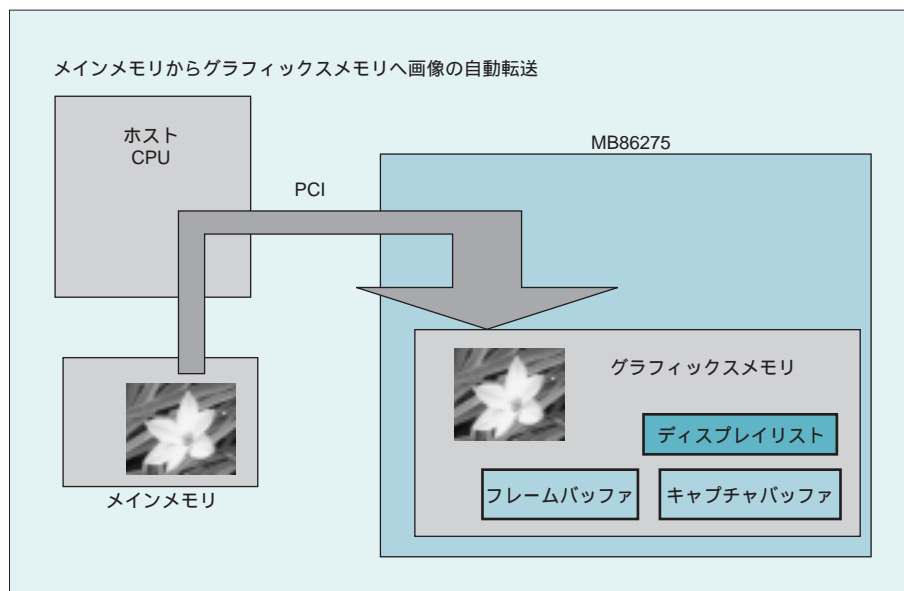 メインメモリからグラフィックスメモリへ画像の自動転送
ホスト
CPU
MB86275
PCI
グラフィックスメモリ
ディスプレイリスト
フレームバッファ
キャプチャバッファ
メインメモリ